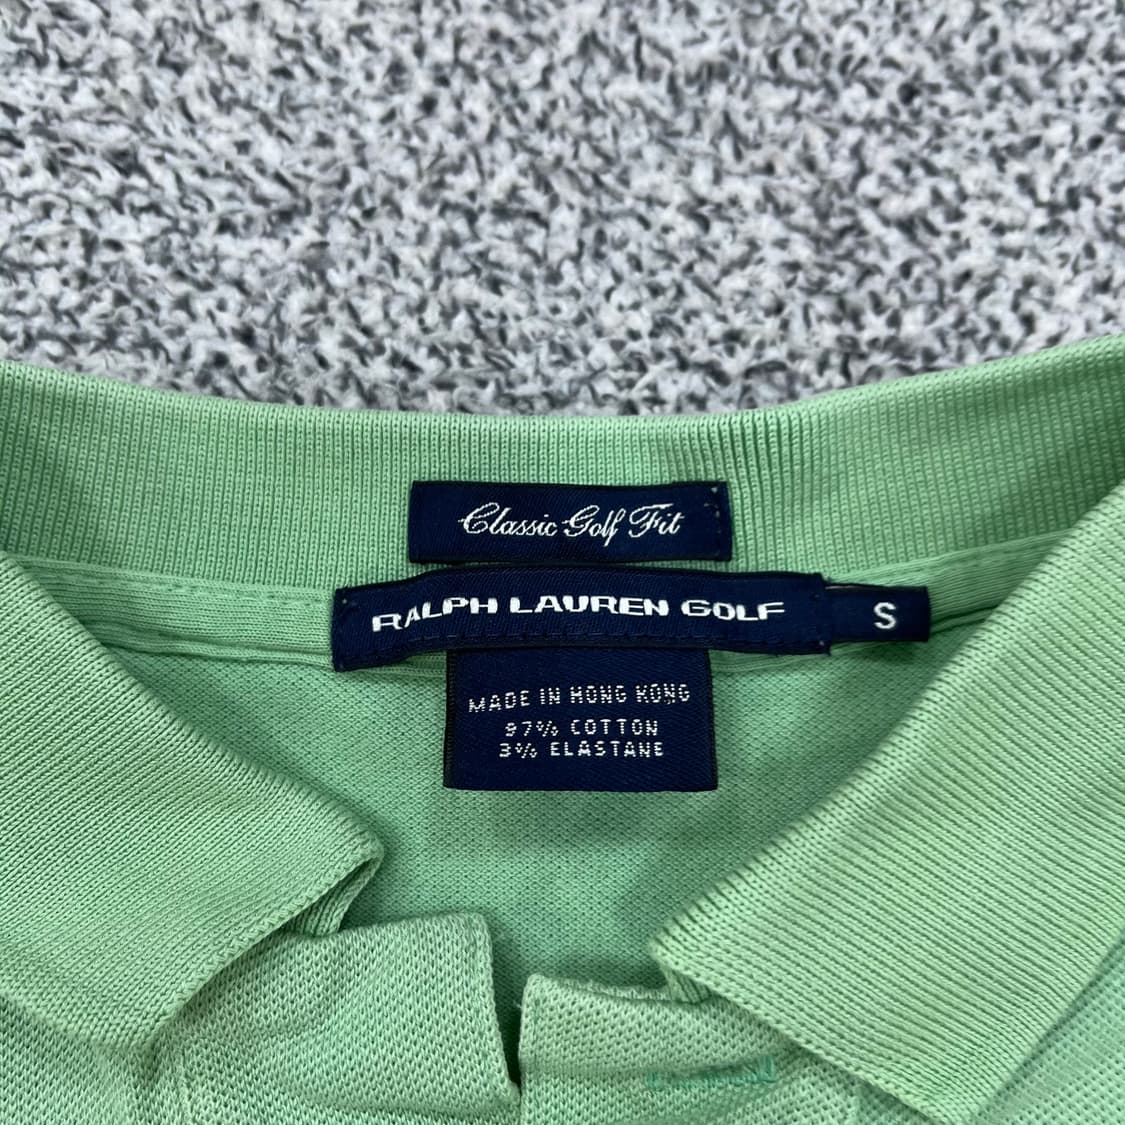 Classic Golf Fit
RALPH LAUREN GOLF
S
MADE IN HONG KONG
97% COTTON
3% ELASTANE